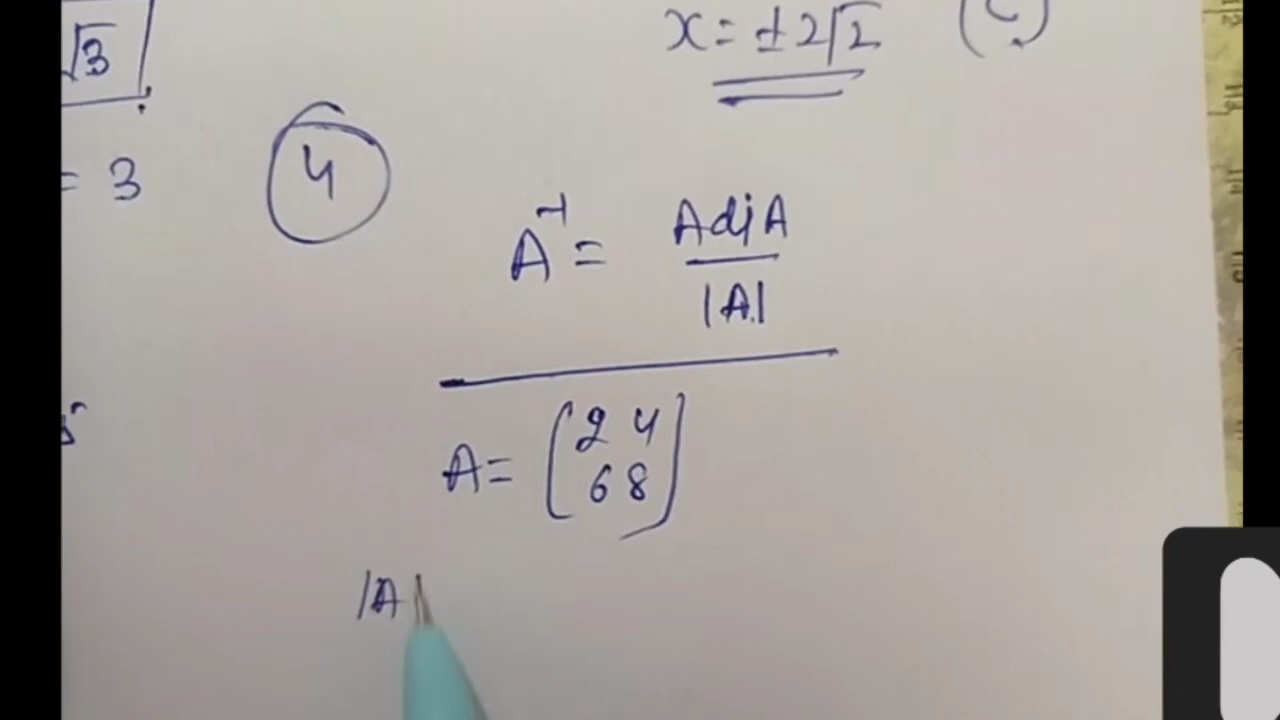 √3
x = ± 2√2 (c)
= 3
4
A⁻¹ = AdjA
|A|
A = [2 4
6 8]
|A